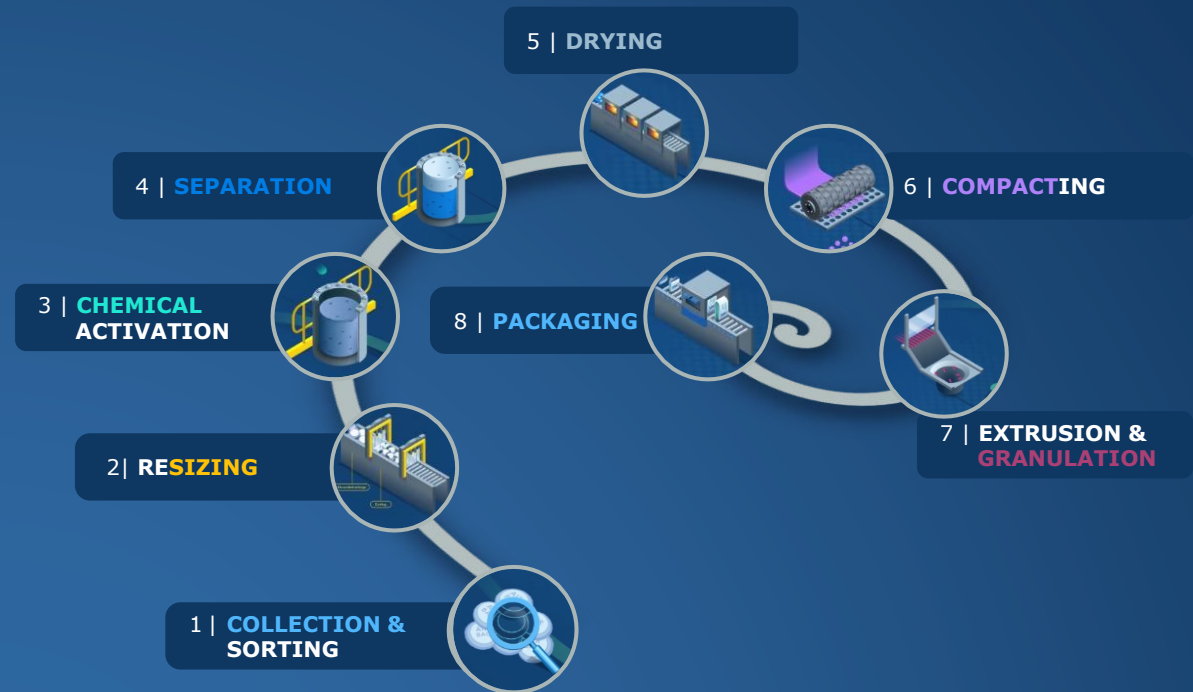 5 | DRYING
4 | SEPARATION
6 | COMPACTING
3 | CHEMICAL
ACTIVATION
8 | PACKAGING
7 | EXTRUSION &
GRANULATION
2| RESIZING
1 | COLLECTION &
SORTING